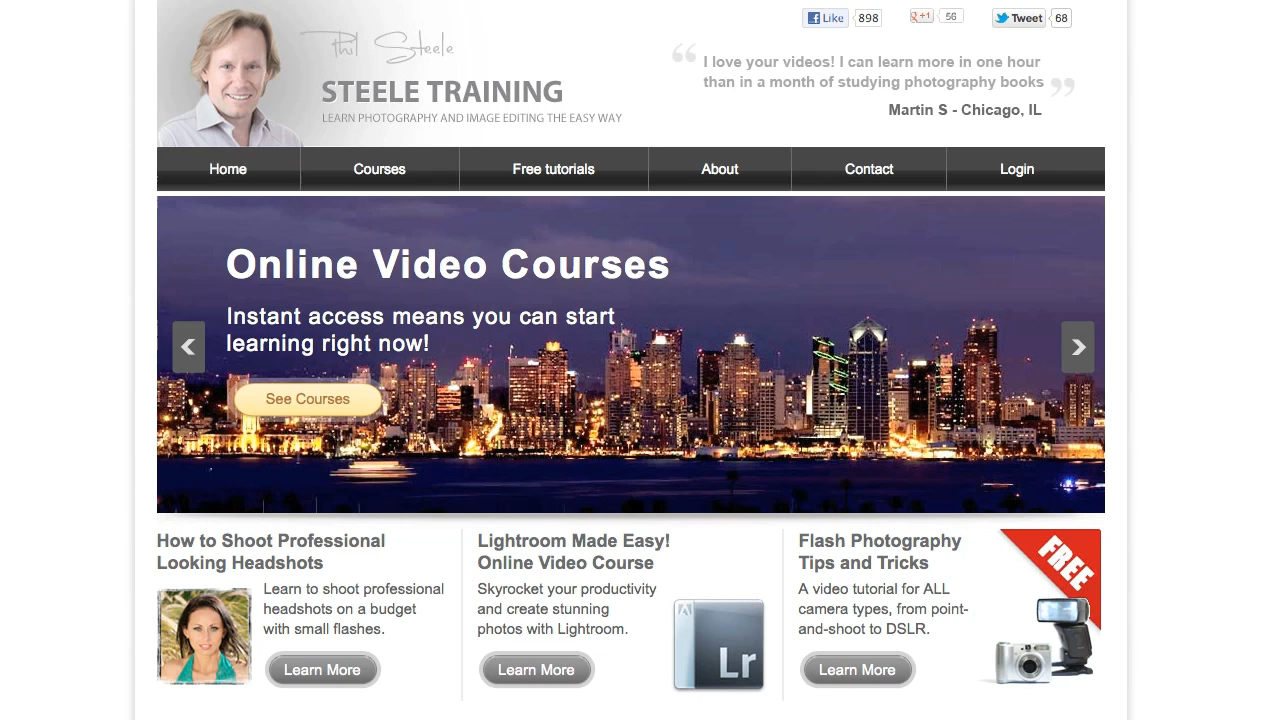 Like 898 +1 56 Tweet 68
Phil Steele
STEELE TRAINING
LEARN PHOTOGRAPHY AND IMAGE EDITING THE EASY WAY
“ I love your videos! I can learn more in one hour
than in a month of studying photography books ”
Martin S - Chicago, IL
Home Courses Free tutorials About Contact Login
Online Video Courses
Instant access means you can start
learning right now!
See Courses
How to Shoot Professional
Looking Headshots
Learn to shoot professional
headshots on a budget
with small flashes.
Learn More
Lightroom Made Easy!
Online Video Course
Skyrocket your productivity
and create stunning
photos with Lightroom.
Lr
Learn More
Flash Photography
Tips and Tricks
FREE
A video tutorial for ALL
camera types, from point-
and-shoot to DSLR.
Learn More